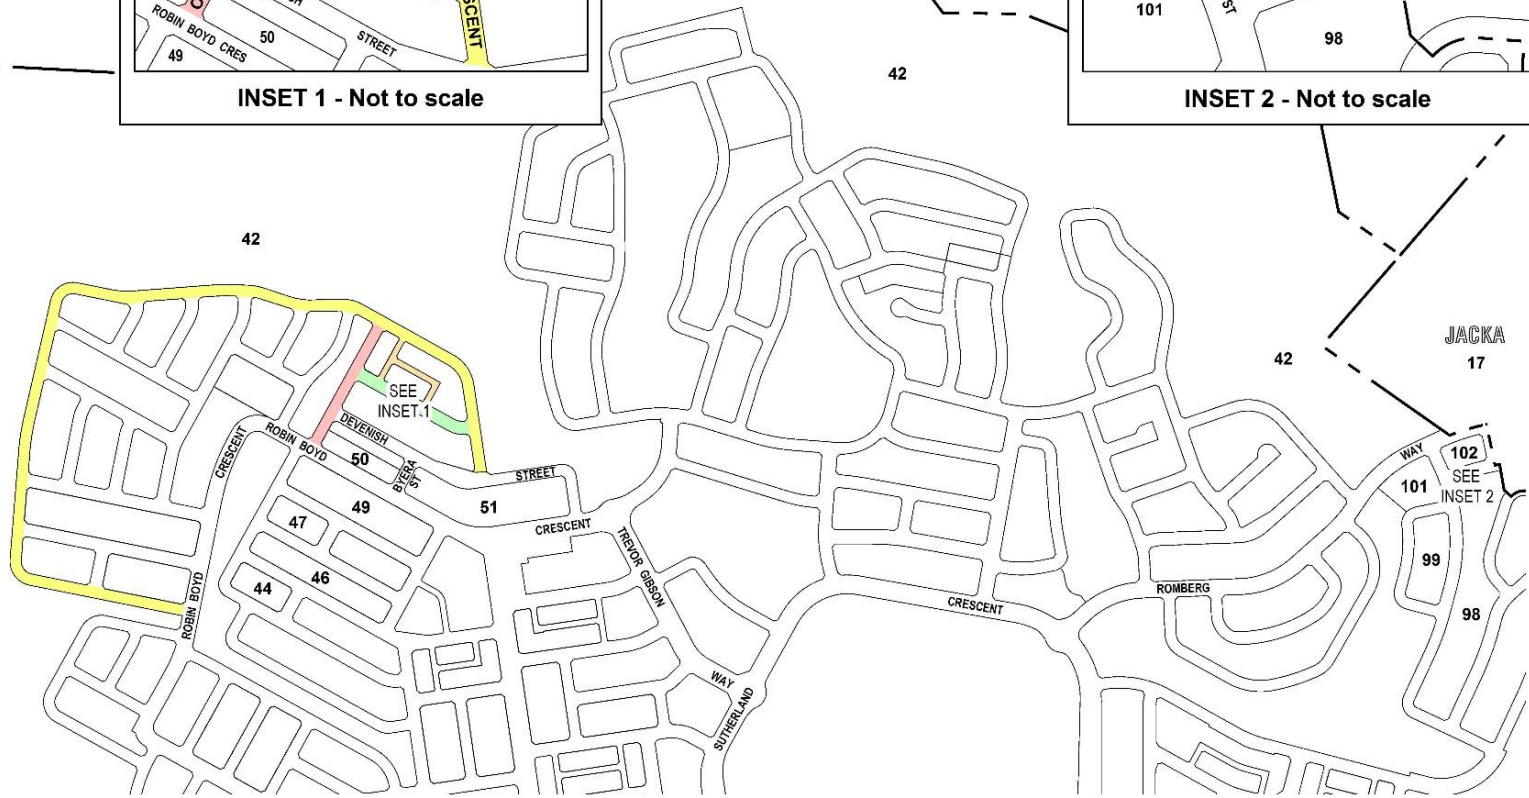 101
ST
98
SCENT
ROBIN BOYD CRES
50
49
STREET
INSET 1 - Not to scale
INSET 2 - Not to scale
42
42
42
JACKA
17
SEE
INSET 1
DEVENISH
ROBIN BOYD
CRESCENT
50
BYERA
ST
STREET
51
CRESCENT
49
47
46
44
ROBIN BOYD
TREVOR GIBSON
WAY
SUTHERLAND
CRESCENT
ROMBERG
WAY
102
SEE
INSET 2
101
99
98